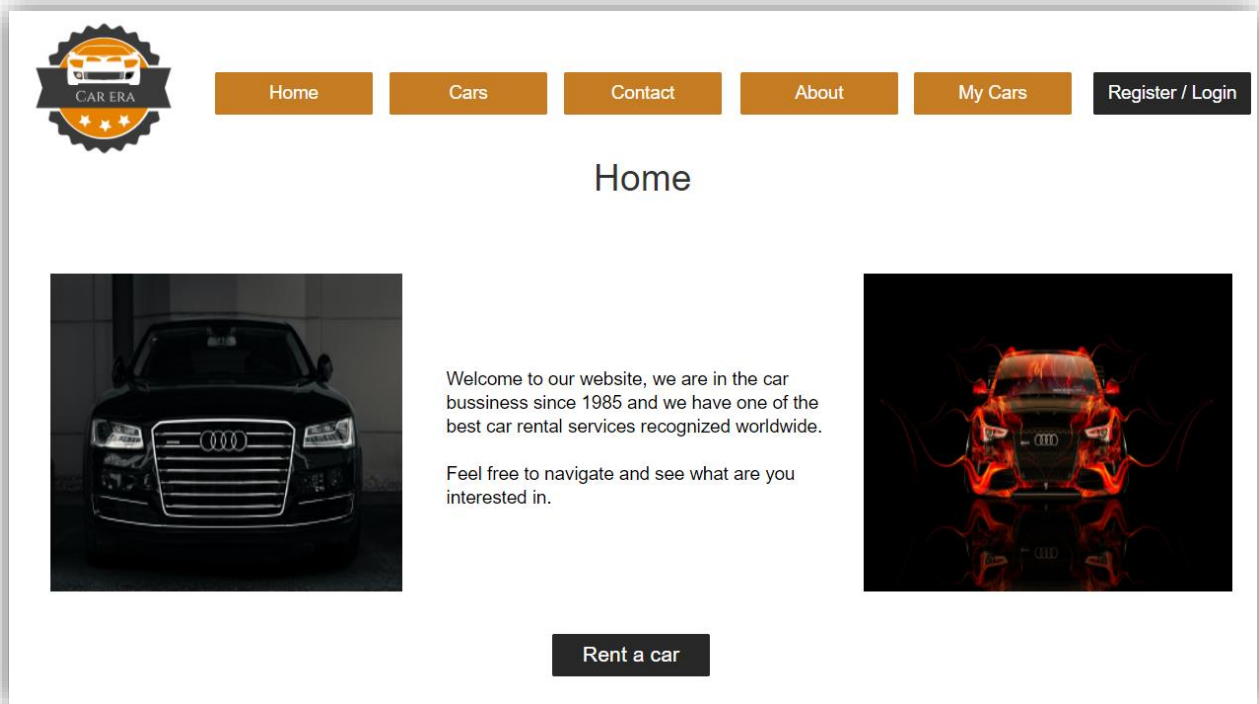 CAR ERA
Home
Cars
Contact
About
My Cars
Register / Login
Home
Welcome to our website, we are in the car
bussiness since 1985 and we have one of the
best car rental services recognized worldwide.
Feel free to navigate and see what are you
interested in.
Rent a car